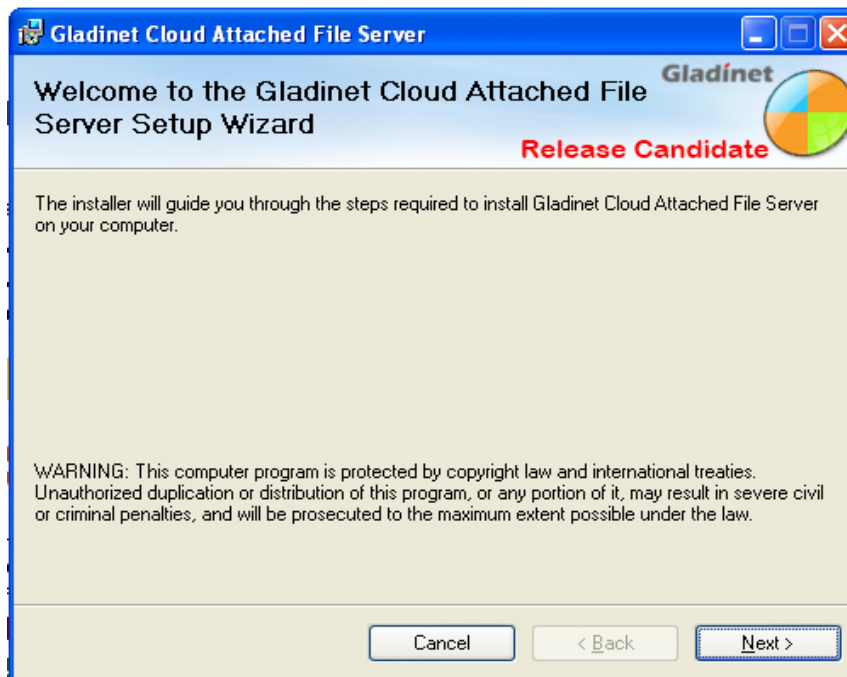 Gladinet Cloud Attached File Server
Gladinet
Welcome to the Gladinet Cloud Attached File
Server Setup Wizard
Release Candidate
The installer will guide you through the steps required to install Gladinet Cloud Attached File Server
on your computer.
WARNING: This computer program is protected by copyright law and international treaties.
Unauthorized duplication or distribution of this program, or any portion of it, may result in severe civil
or criminal penalties, and will be prosecuted to the maximum extent possible under the law.
Cancel < Back Next >